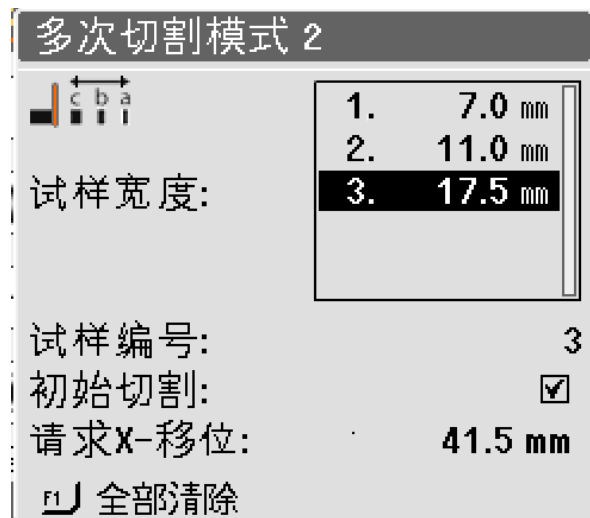 多次切割模式 2
c b a
1. 7.0 mm
2. 11.0 mm
试样宽度:
3. 17.5 mm
试样编号: 3
初始切割:
请求X-移位: 41.5 mm
F1 全部清除